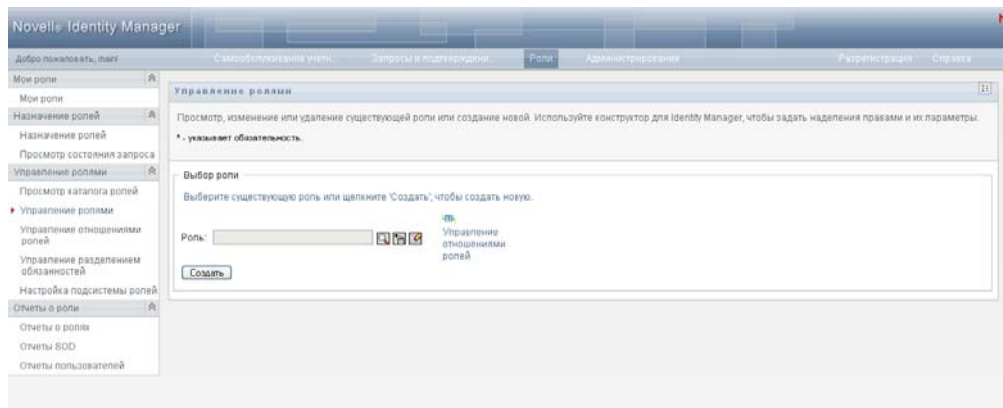 Novell® Identity Manager
Добро пожаловать, main!
Самообслуживание учетн...
Запросы и подтверждени...
Роли
Администрирование
Разрегистрация
Справка
Мои роли
Мои роли
Назначение ролей
Назначение ролей
Просмотр состояния запроса
Управление ролями
Просмотр каталога ролей
Управление ролями
Управление отношениями
ролей
Управление разделением
обязанностей
Настройка подсистемы ролей
Отчеты о роли
Отчеты о ролях
Отчеты SOD
Отчеты пользователей
Управление ролями
Просмотр, изменение или удаление существующей роли или создание новой. Используйте конструктор для Identity Manager, чтобы задать наделения правами и их параметры.
* - указывает обязательность.
Выбор роли
Выберите существующую роль или щелкните 'Создать', чтобы создать новую.
Роль:
Управление
отношениями
ролей
Создать